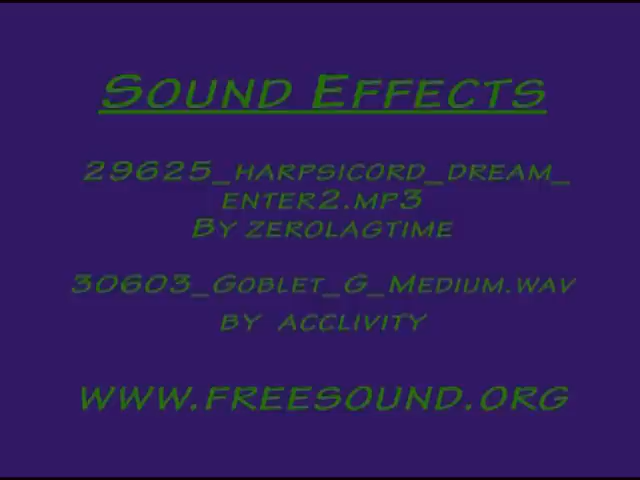 Sound Effects
29625_harpsicord_dream_
enter2.mp3
By zerolagtime
30603_Goblet_G_Medium.wav
by acclivity
www.freesound.org